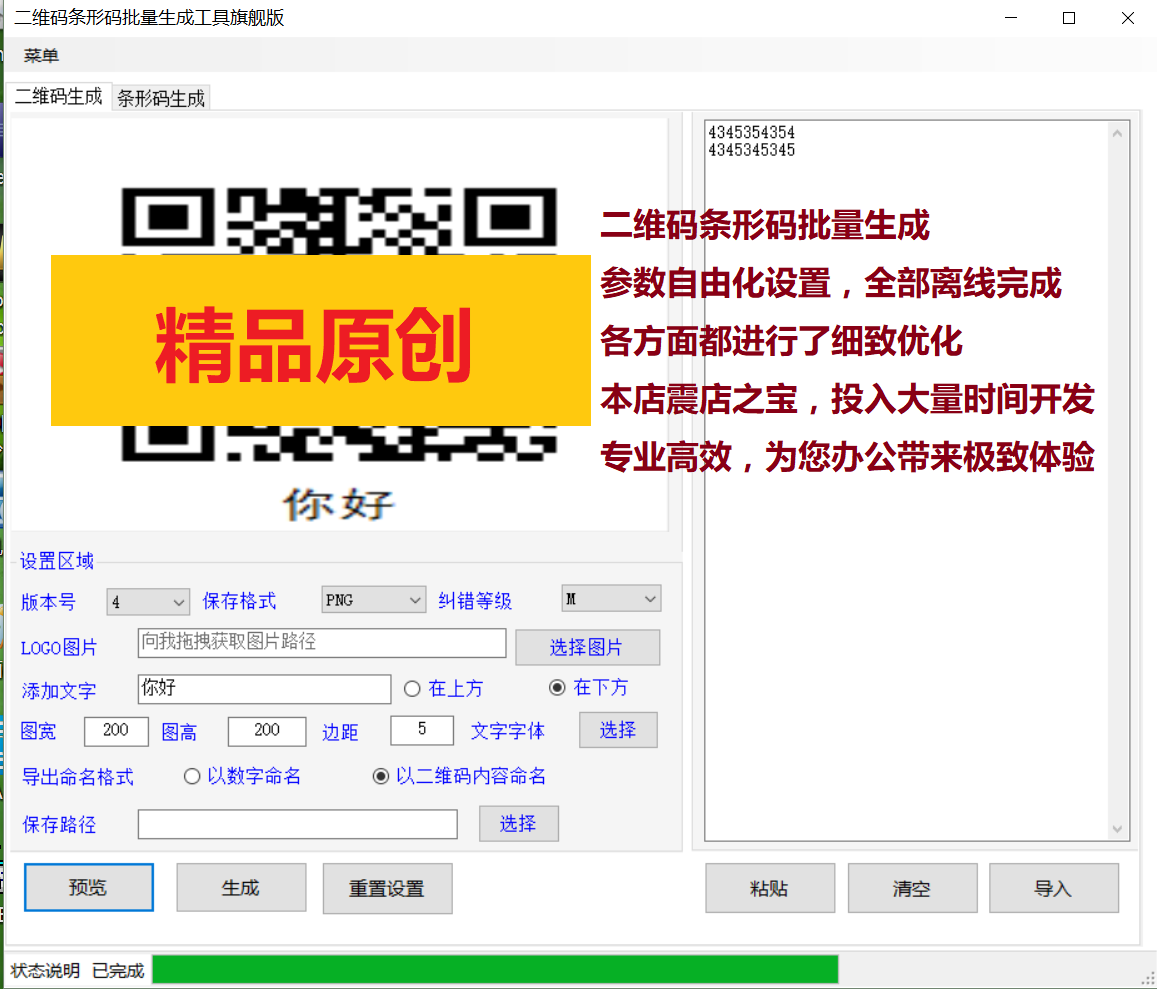 二维码条形码批量生成工具旗舰版
菜单
二维码生成 条形码生成
4345354354
4345345345
二维码条形码批量生成
参数自由化设置，全部离线完成
精品原创
各方面都进行了细致优化
本店震店之宝，投入大量时间开发
专业高效，为您办公带来极致体验
你好
设置区域
版本号 4 保存格式 PNG 纠错等级 M
LOGO图片 向我拖拽获取图片路径 选择图片
添加文字 你好 在上方 在下方
图宽 200 图高 200 边距 5 文字字体 选择
导出命名格式 以数字命名 以二维码内容命名
保存路径 选择
预览 生成 重置设置 粘贴 清空 导入
状态说明 已完成